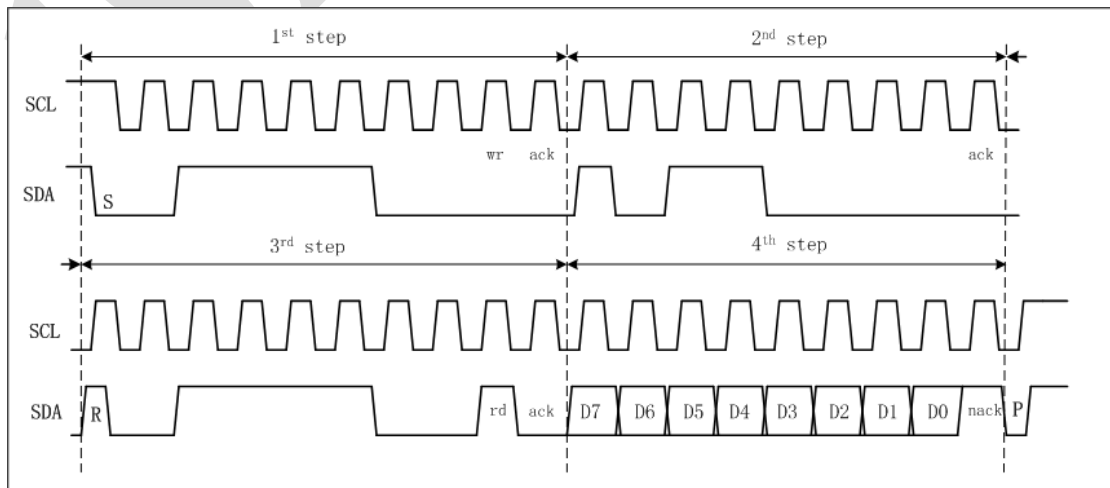 1st step 2nd step
SCL
wr ack ack
SDA S
3rd step 4th step
SCL
SDA R rd ack D7 D6 D5 D4 D3 D2 D1 D0 nack P